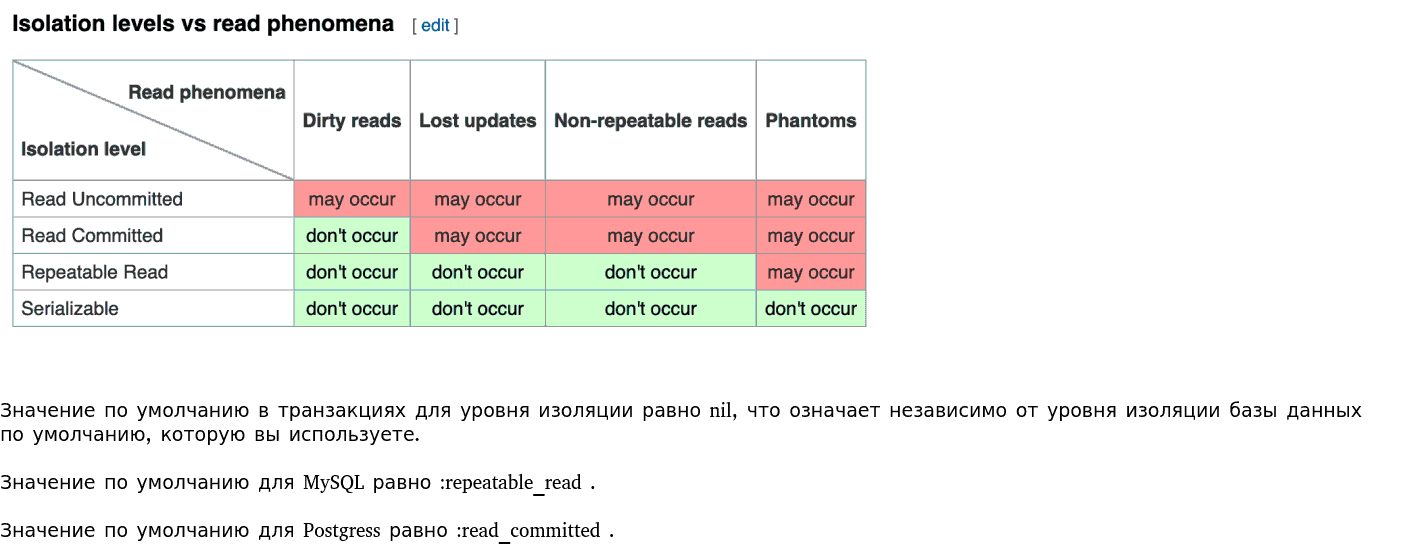 Isolation levels vs read phenomena [ edit ]
Read phenomena
Isolation level
Dirty reads Lost updates Non-repeatable reads Phantoms
Read Uncommitted may occur may occur may occur may occur
Read Committed don't occur may occur may occur may occur
Repeatable Read don't occur don't occur don't occur may occur
Serializable don't occur don't occur don't occur don't occur
Значение по умолчанию в транзакциях для уровня изоляции равно nil, что означает независимо от уровня изоляции базы данных
по умолчанию, которую вы используете.
Значение по умолчанию для MySQL равно :repeatable_read .
Значение по умолчанию для Postgress равно :read_committed .